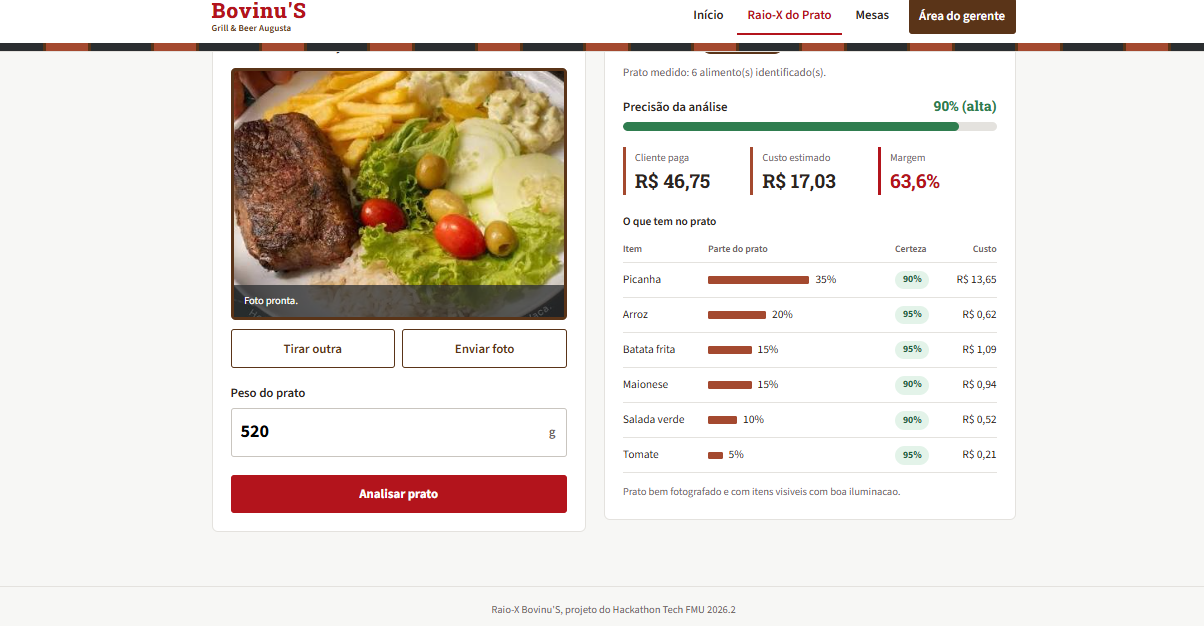 Bovinu'S
Grill & Beer Augusta
Início
Raio-X do Prato
Mesas
Área do gerente
Foto pronta.
Tirar outra
Enviar foto
Peso do prato
520 g
Analisar prato
Prato medido: 6 alimento(s) identificado(s).
Precisão da análise 90% (alta)
Cliente paga
R$ 46,75
Custo estimado
R$ 17,03
Margem
63,6%
O que tem no prato
Item Parte do prato Certeza Custo
Picanha 35% 90% R$ 13,65
Arroz 20% 95% R$ 0,62
Batata frita 15% 95% R$ 1,09
Maionese 15% 90% R$ 0,94
Salada verde 10% 90% R$ 0,52
Tomate 5% 95% R$ 0,21
Prato bem fotografado e com itens visiveis com boa iluminacao.
Raio-X Bovinu'S, projeto do Hackathon Tech FMU 2026.2